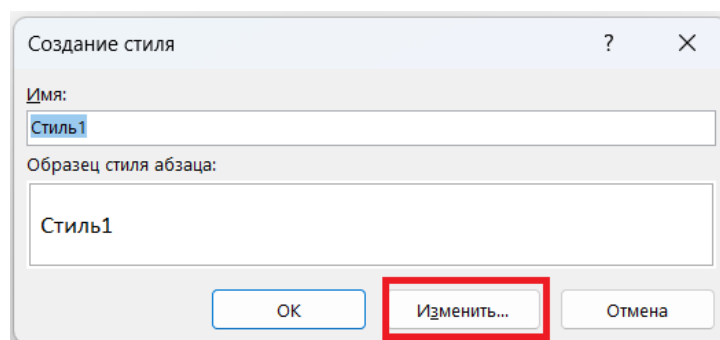 Создание стиля ? ×
Имя:
Стиль1
Образец стиля абзаца:
Стиль1
ОК Изменить... Отмена